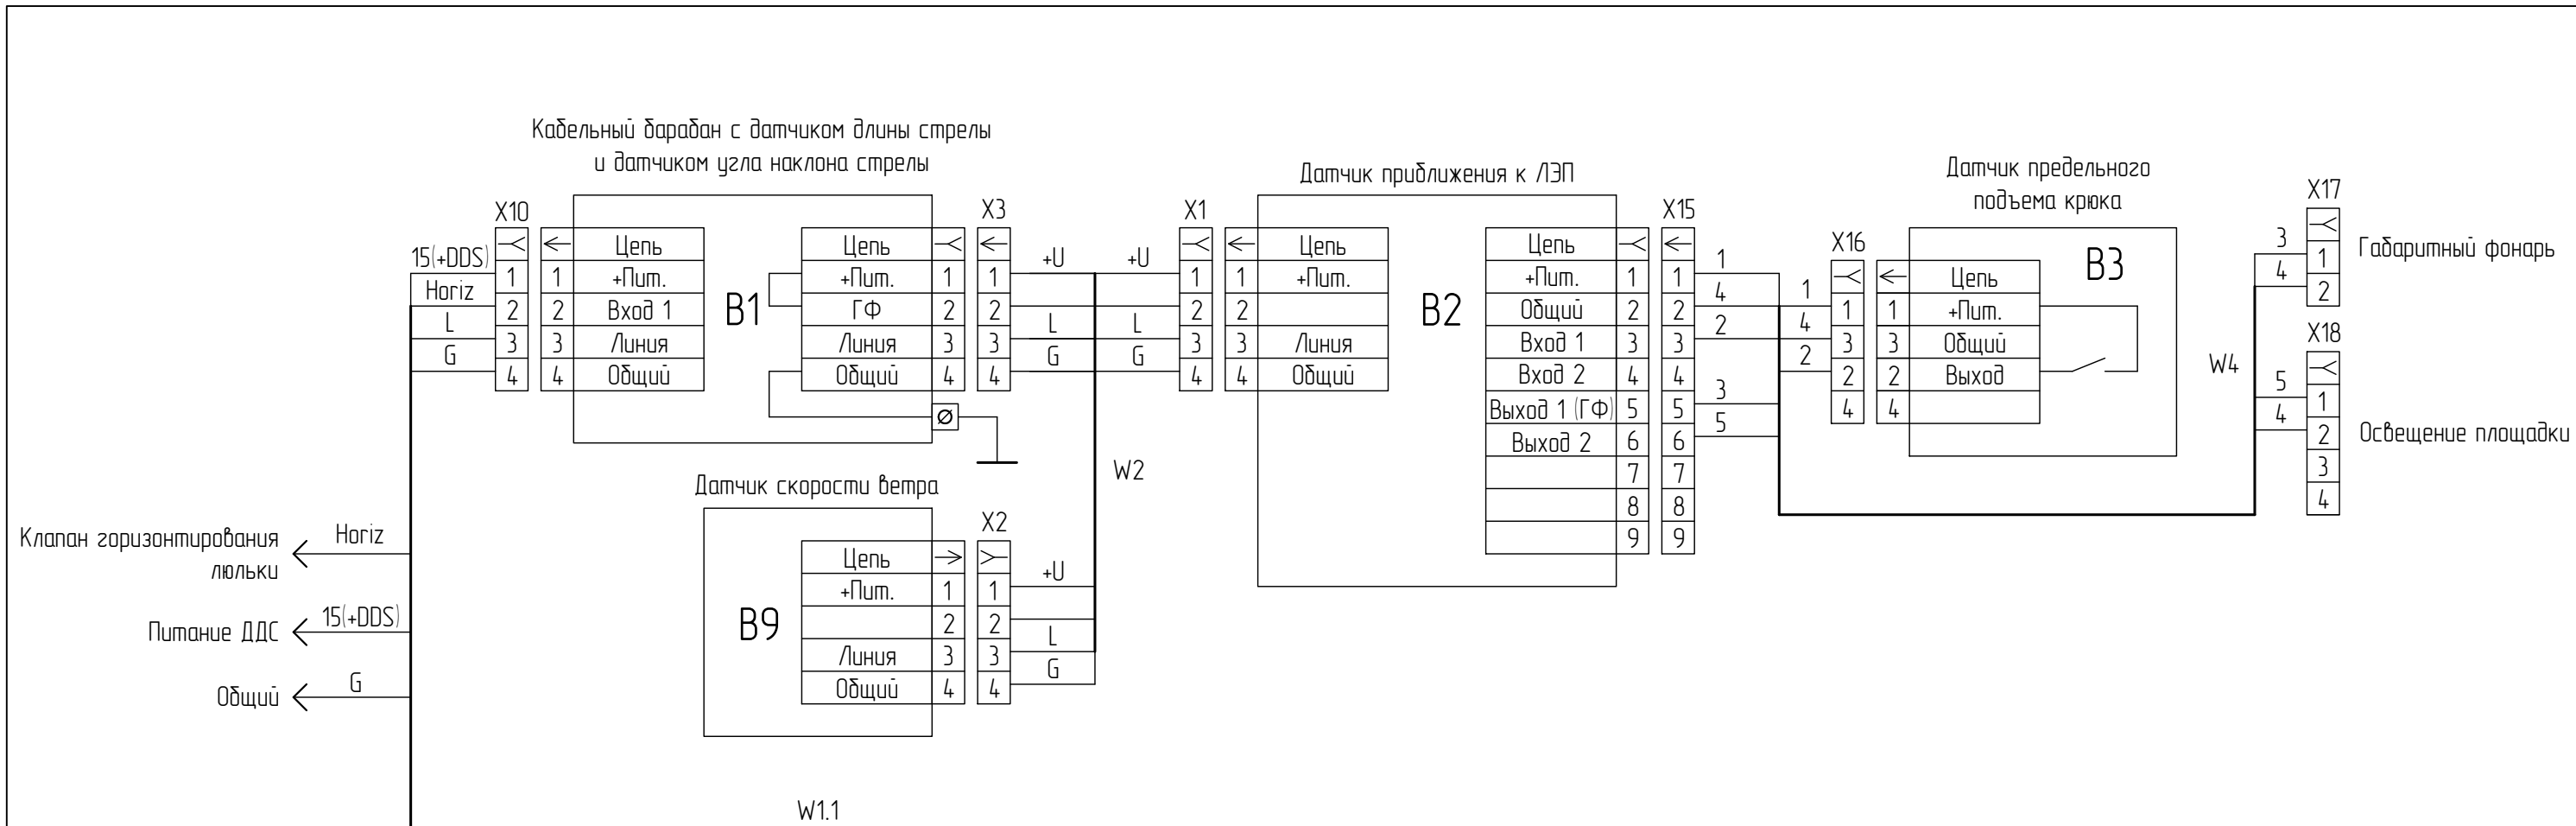 Кабельный барабан с датчиком длины стрелы
и датчиком угла наклона стрелы
X10
15(+DDS)
Horiz
L
G
1
2
3
4
Цепь
1 +Пит.
2 Вход 1
3 Линия
4 Общий
B1
Цепь
+Пит. 1
ГФ 2
Линия 3
Общий 4
X3
1
2
3
4
+U
L
G
W2
Датчик скорости ветра
B9
Цепь
+Пит. 1
2
Линия 3
Общий 4
X2
1
2
3
4
+U
L
G
Клапан горизонтирования
люльки
Horiz
Питание ДДС
15(+DDS)
Общий
G
W1.1
Датчик приближения к ЛЭП
+U
L
G
X1
1
2
3
4
Цепь
1 +Пит.
2
3 Линия
4 Общий
B2
Цепь
+Пит. 1
Общий 2
Вход 1 3
Вход 2 4
Выход 1 (ГФ) 5
Выход 2 6
7
8
9
X15
1
2
3
4
5
6
7
8
9
1
4
2
3
5
Датчик предельного
подъема крюка
1
4
2
X16
1
3
2
4
Цепь
1 +Пит.
3 Общий
2 Выход
4
B3
W4
X17
3
4
1
2
Габаритный фонарь
X18
5
4
1
2
3
4
Освещение площадки